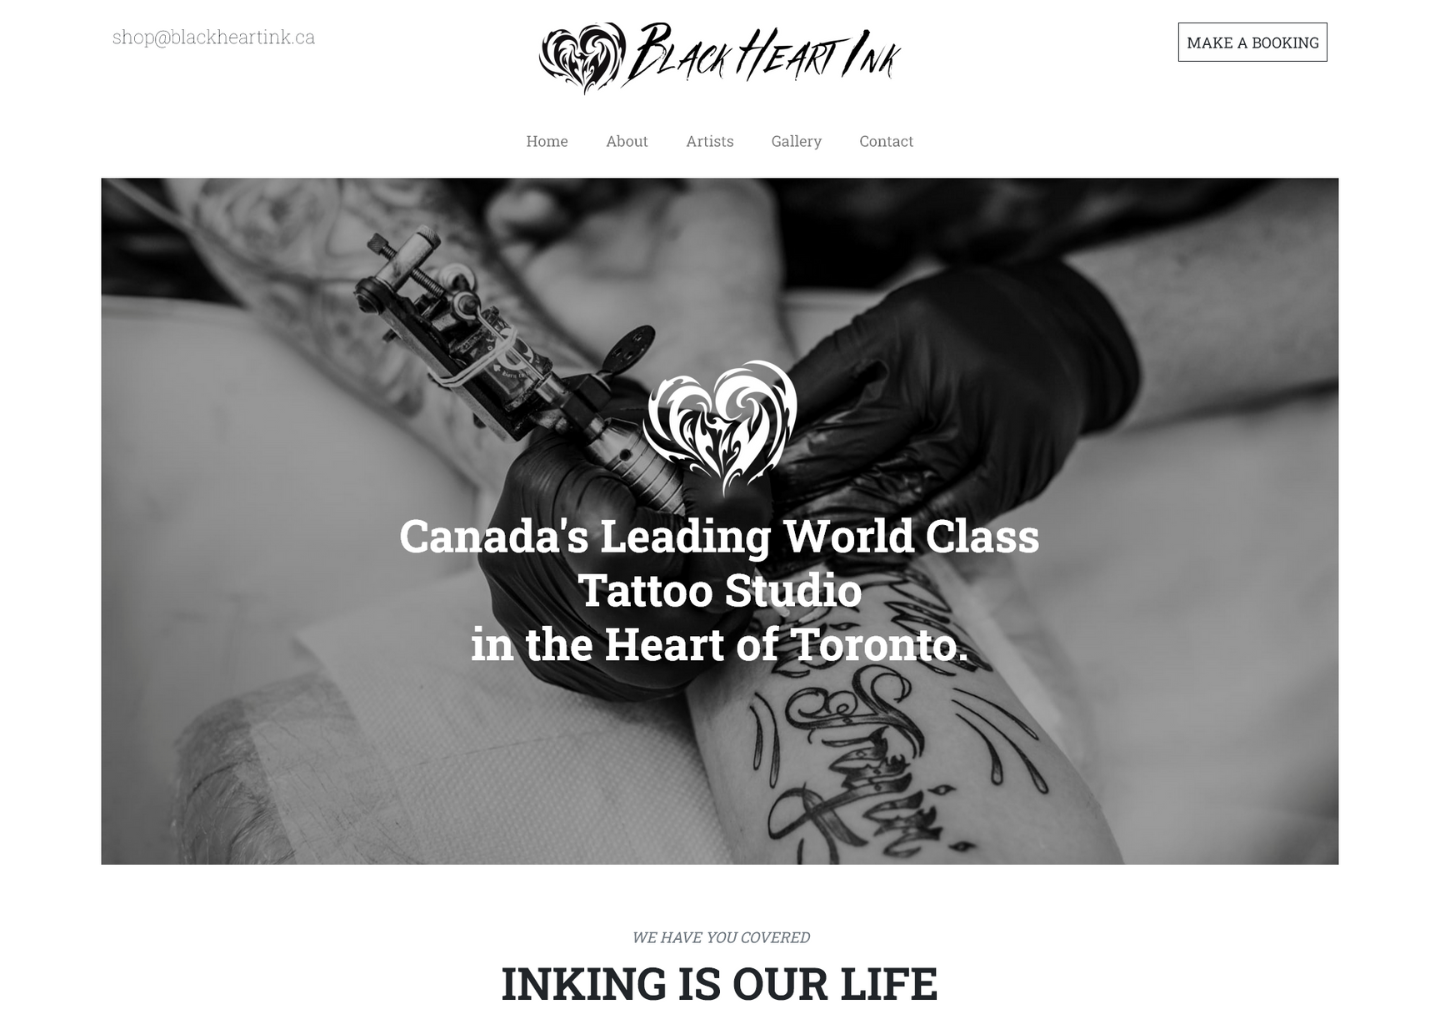 shop@blackheartink.ca
BLACK HEART INK
MAKE A BOOKING
Home
About
Artists
Gallery
Contact
Canada's Leading World Class
Tattoo Studio
in the Heart of Toronto.
WE HAVE YOU COVERED
INKING IS OUR LIFE